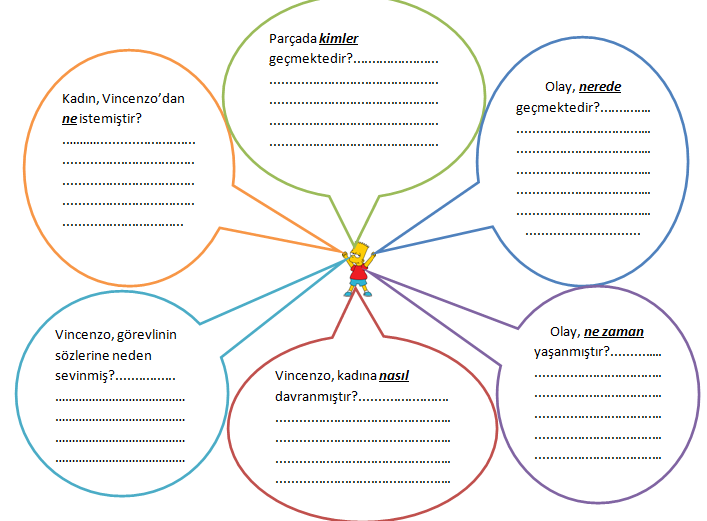 Parçada kimler
geçmektedir?........................
........................................
........................................
........................................
........................................
Kadın, Vincenzo'dan
ne istemiştir?
........................................
........................................
........................................
........................................
....................................
Olay, nerede
geçmektedir?...............
........................................
........................................
........................................
........................................
........................................
..................................
Vincenzo, görevlinin
sözlerine neden
sevinmiş?..................
........................................
........................................
........................................
........................................
Vincenzo, kadına nasıl
davranmıştır?...........................
....................................................
....................................................
....................................................
....................................................
Olay, ne zaman
yaşanmıştır?...............
......................................
......................................
......................................
......................................
......................................